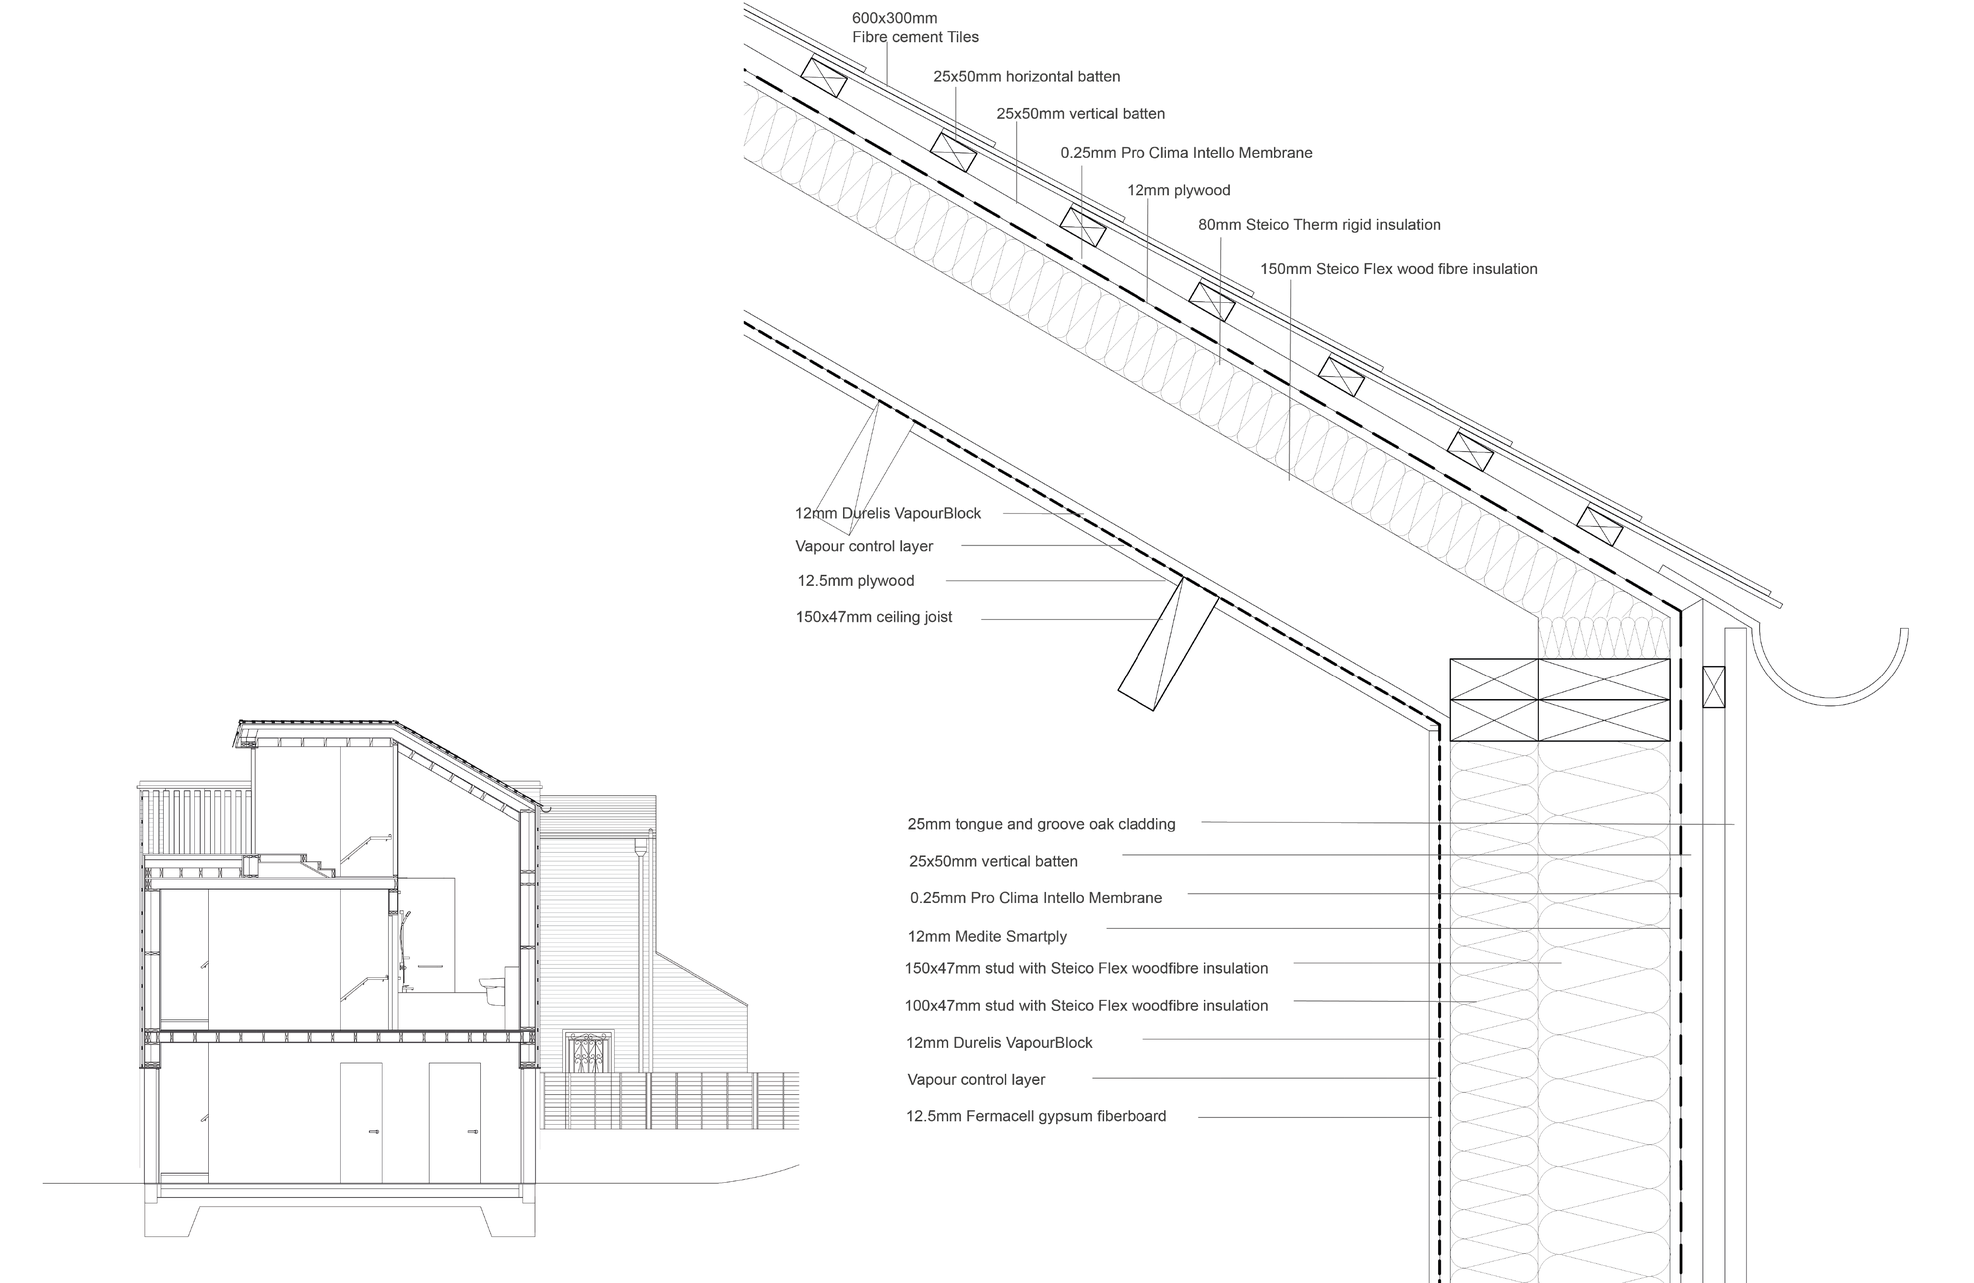 600x300mm
Fibre cement Tiles
25x50mm horizontal batten
25x50mm vertical batten
0.25mm Pro Clima Intello Membrane
12mm plywood
80mm Steico Therm rigid insulation
150mm Steico Flex wood fibre insulation
12mm Durelis VapourBlock
Vapour control layer
12.5mm plywood
150x47mm ceiling joist
25mm tongue and groove oak cladding
25x50mm vertical batten
0.25mm Pro Clima Intello Membrane
12mm Medite Smartply
150x47mm stud with Steico Flex woodfibre insulation
100x47mm stud with Steico Flex woodfibre insulation
12mm Durelis VapourBlock
Vapour control layer
12.5mm Fermacell gypsum fiberboard